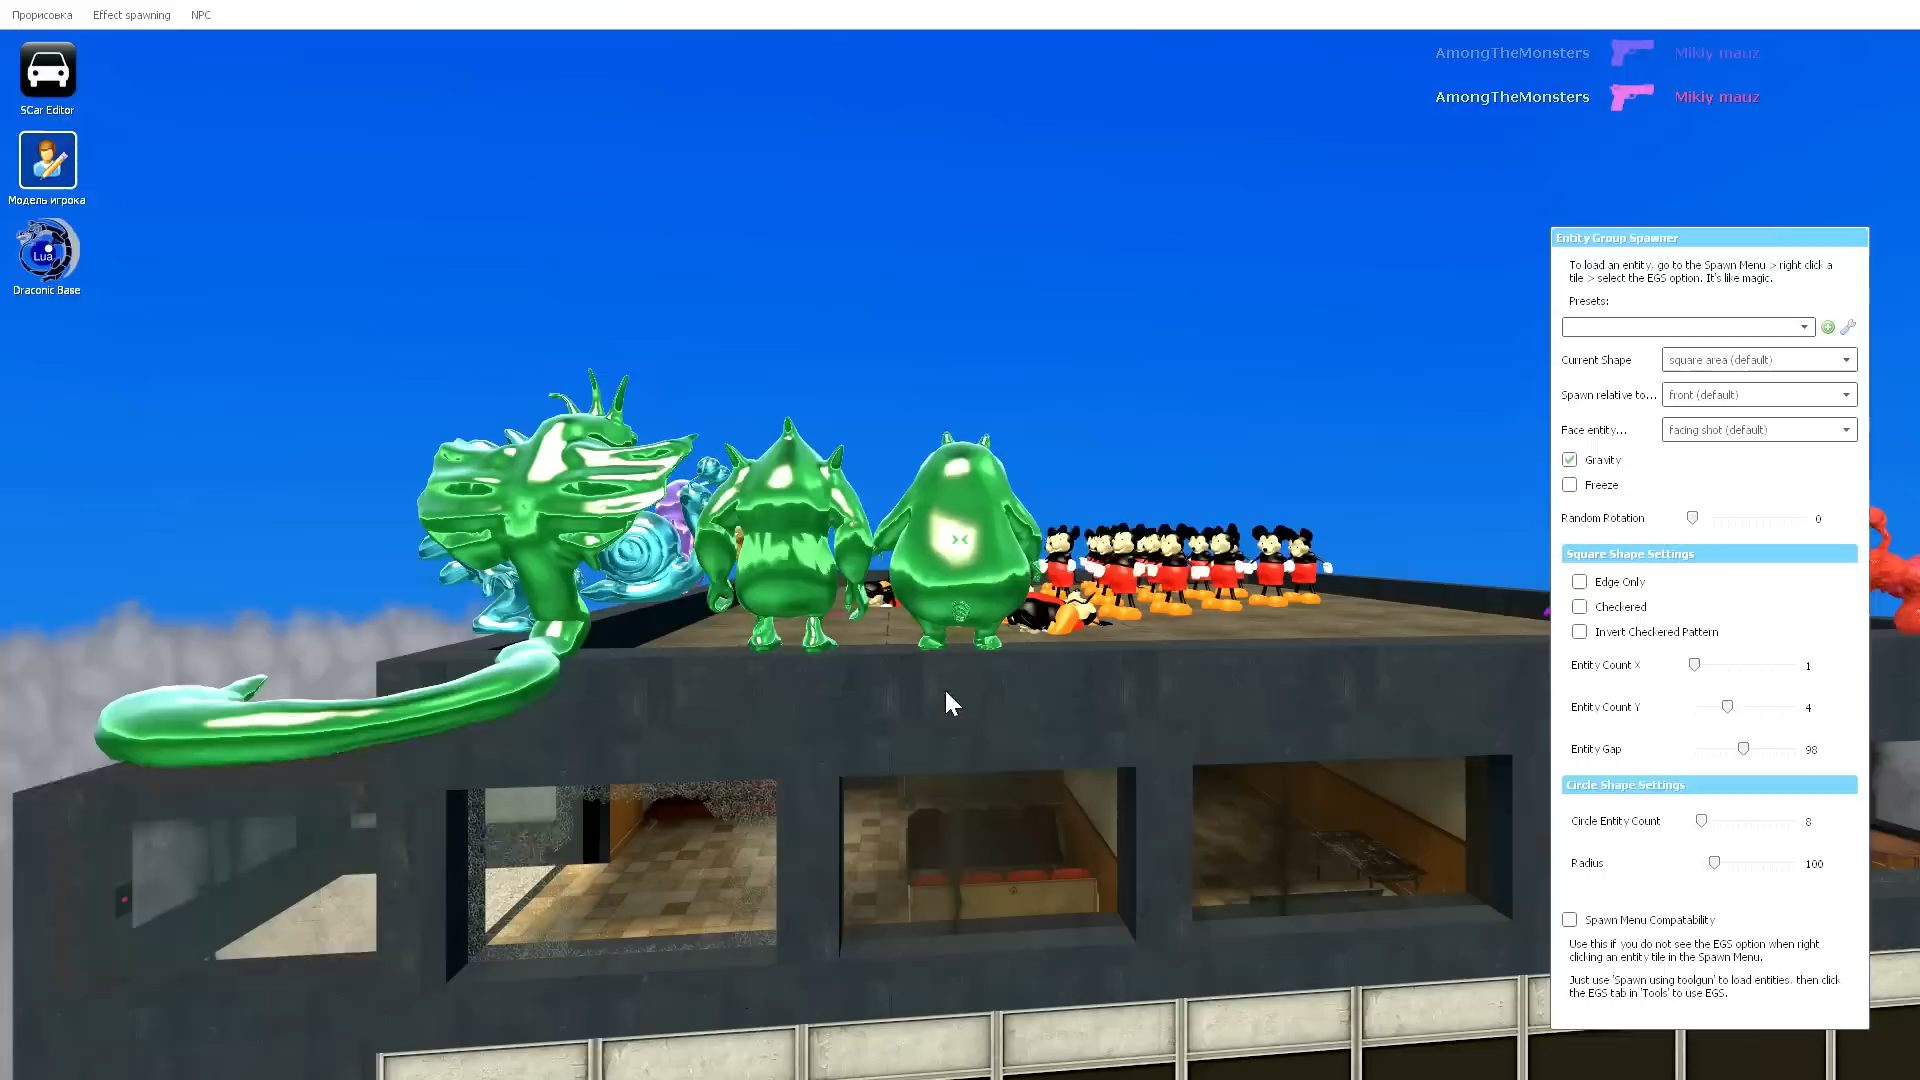 Прорисовка
Effect spawning
NPC
SCar Editor
Модель игрока
Lua
Draconic Base
AmongTheMonsters Mikiy mauz
AmongTheMonsters Mikiy mauz
Entity Group Spawner
To load an entity, go to the Spawn Menu > right click a
tile > select the EGS option. It's like magic.
Presets:
Current Shape square area (default)
Spawn relative to... front (default)
Face entity... facing shot (default)
Gravity
Freeze
Random Rotation 0
Square Shape Settings
Edge Only
Checkered
Invert Checkered Pattern
Entity Count X 1
Entity Count Y 4
Entity Gap 98
Circle Shape Settings
Circle Entity Count 8
Radius 100
Spawn Menu Compatability
Use this if you do not see the EGS option when right
clicking an entity tile in the Spawn Menu.
Just use 'Spawn using toolgun' to load entities, then click
the EGS tab in 'Tools' to use EGS.